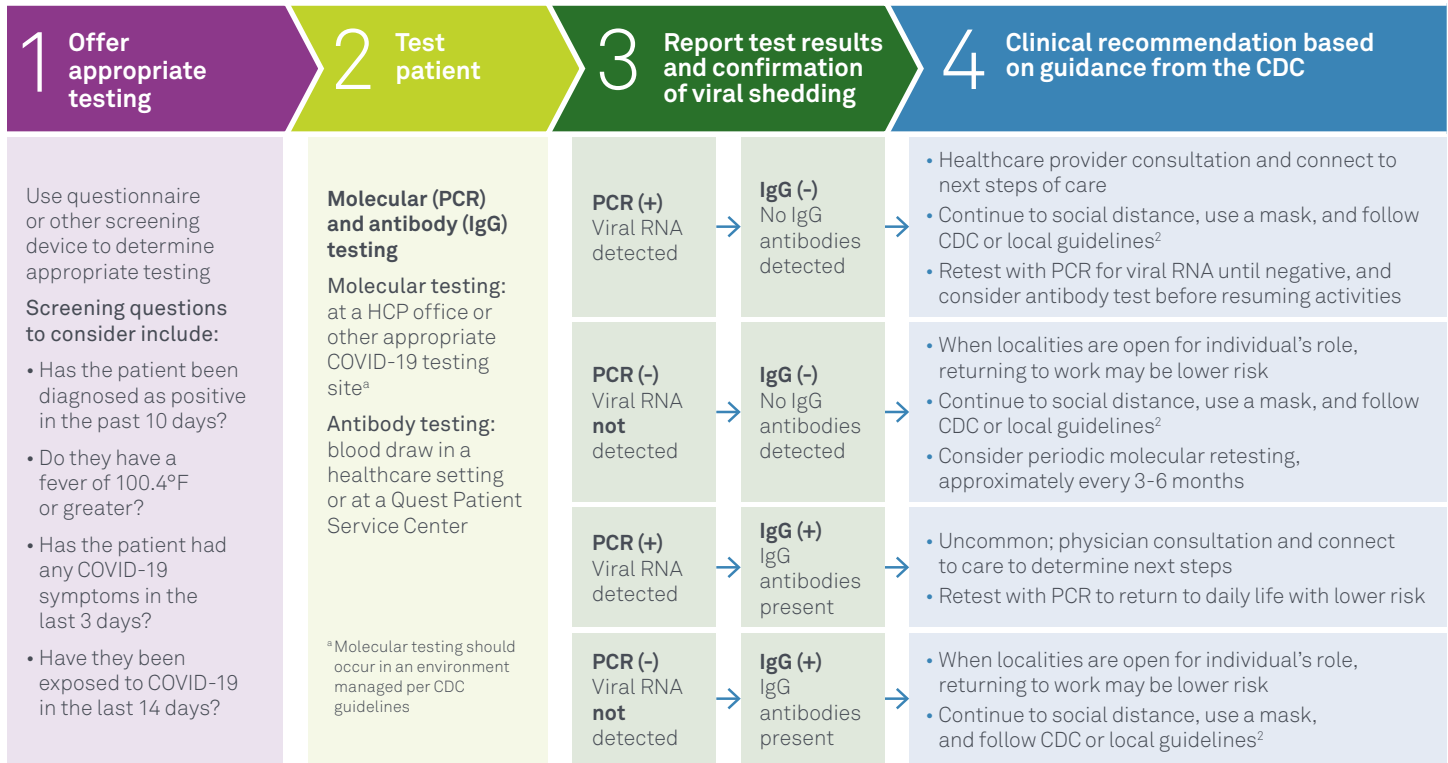 1
Offer
appropriate
testing
2
Test
patient
3
Report test results
and confirmation
of viral shedding
4
Clinical recommendation based
on guidance from the CDC
Use questionnaire
or other screening
device to determine
appropriate testing
Screening questions
to consider include:
• Has the patient been
diagnosed as positive
in the past 10 days?
• Do they have a
fever of 100.4°F
or greater?
• Has the patient had
any COVID-19
symptoms in the
last 3 days?
• Have they been
exposed to COVID-19
in the last 14 days?
Molecular (PCR)
and antibody (IgG)
testing
Molecular testing:
at a HCP office or
other appropriate
COVID-19 testing
siteᵃ
Antibody testing:
blood draw in a
healthcare setting
or at a Quest Patient
Service Center
ᵃ Molecular testing should
occur in an environment
managed per CDC
guidelines
PCR (+)
Viral RNA
detected
IgG (-)
No IgG
antibodies
detected
• Healthcare provider consultation and connect to
next steps of care
• Continue to social distance, use a mask, and follow
CDC or local guidelines²
• Retest with PCR for viral RNA until negative, and
consider antibody test before resuming activities
PCR (-)
Viral RNA
not
detected
IgG (-)
No IgG
antibodies
detected
• When localities are open for individual’s role,
returning to work may be lower risk
• Continue to social distance, use a mask, and follow
CDC or local guidelines²
• Consider periodic molecular retesting,
approximately every 3-6 months
PCR (+)
Viral RNA
detected
IgG (+)
IgG
antibodies
present
• Uncommon; physician consultation and connect
to care to determine next steps
• Retest with PCR to return to daily life with lower risk
PCR (-)
Viral RNA
not
detected
IgG (+)
IgG
antibodies
present
• When localities are open for individual’s role,
returning to work may be lower risk
• Continue to social distance, use a mask,
and follow CDC or local guidelines²